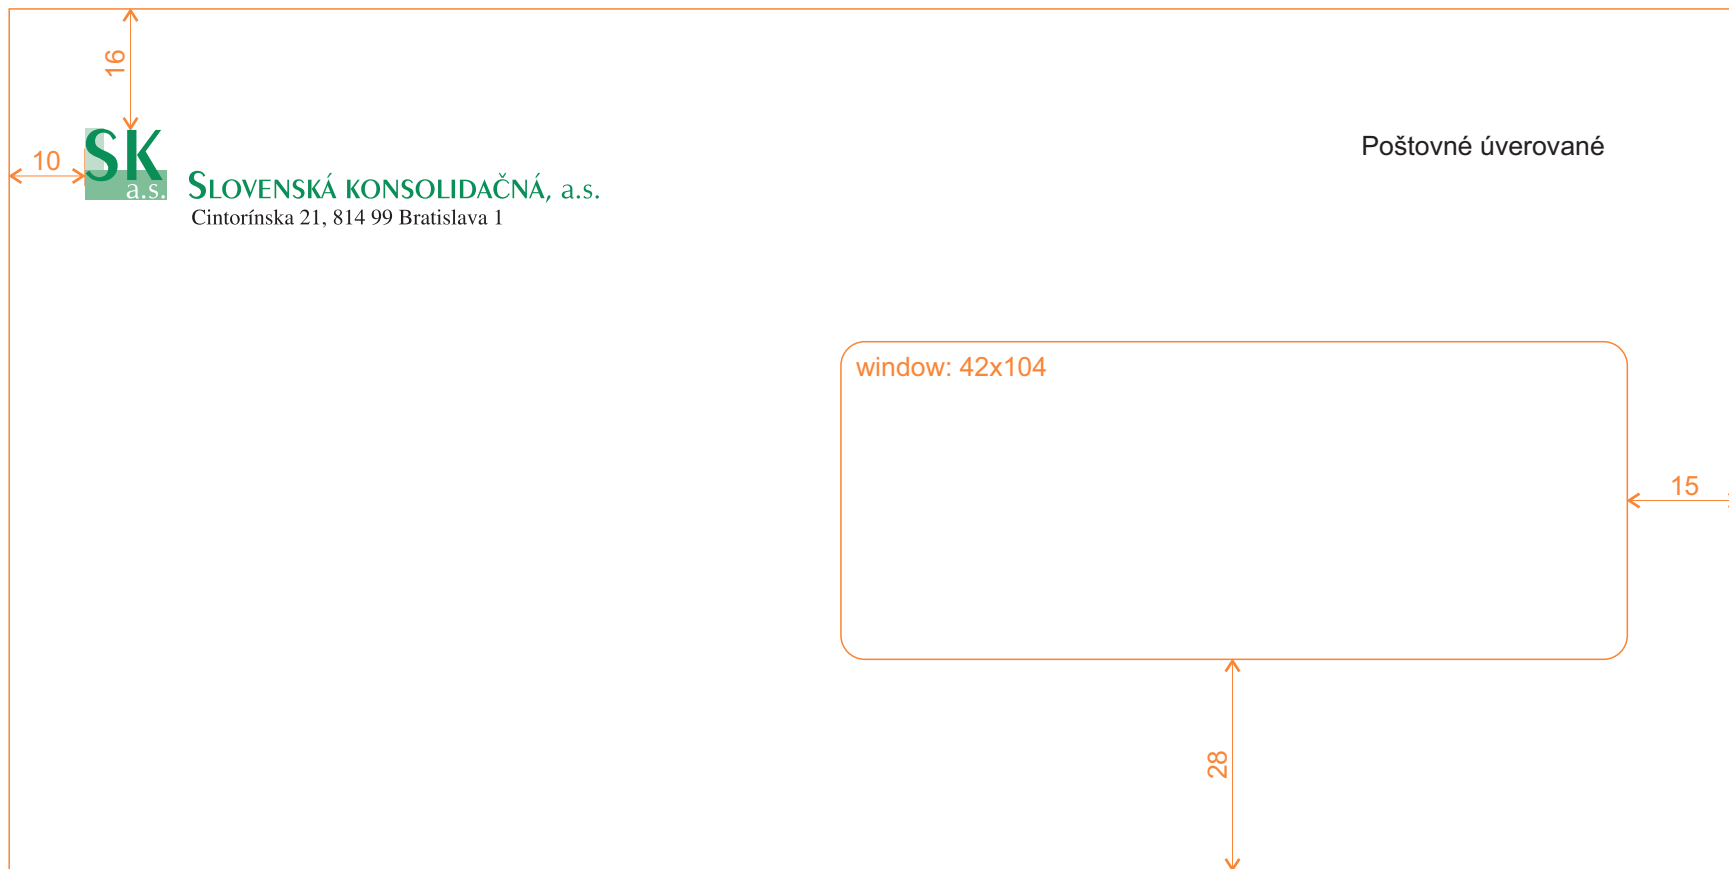 16
10
SK
a.s.
SLOVENSKÁ KONSOLIDAČNÁ, a.s.
Cintorínska 21, 814 99 Bratislava 1
Poštovné úverované
window: 42x104
15
28